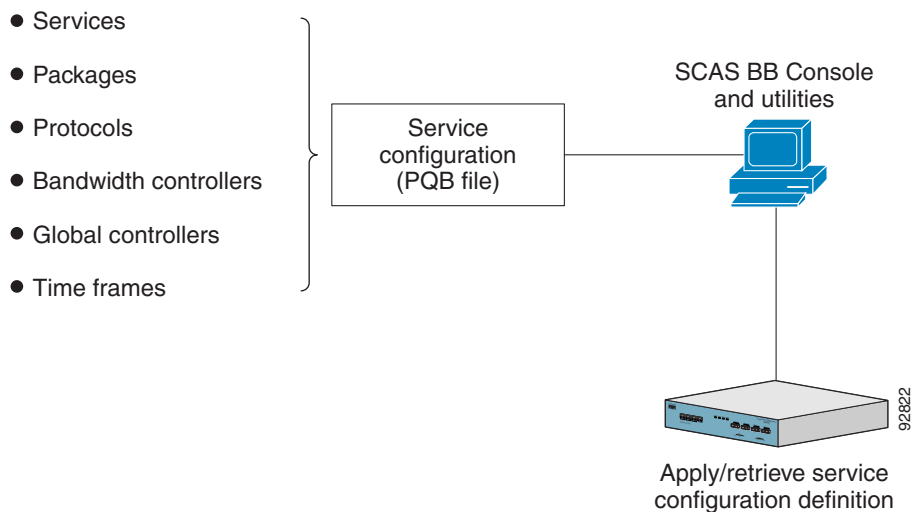 ● Services
● Packages
● Protocols
● Bandwidth controllers
● Global controllers
● Time frames
Service
configuration
(PQB file)
SCAS BB Console
and utilities
92822
Apply/retrieve service
configuration definition